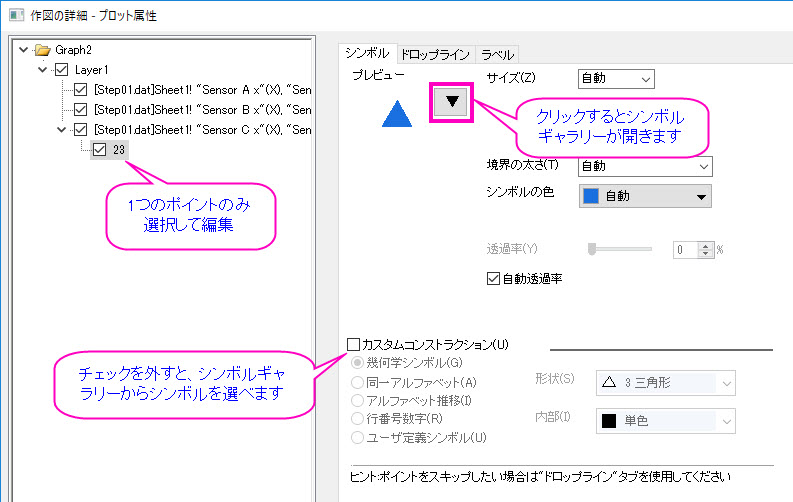 作図の詳細 - プロット属性
Graph2
Layer1
[Step01.dat]Sheet1! "Sensor A x"(X), "Sen
[Step01.dat]Sheet1! "Sensor B x"(X), "Sen
[Step01.dat]Sheet1! "Sensor C x"(X), "Sen
23
1つのポイントのみ
選択して編集
シンボル ドロップライン ラベル
プレビュー
サイズ(Z) 自動
クリックするとシンボル
ギャラリーが開きます
境界の太さ(T) 自動
シンボルの色 自動
透過率(Y) 0 %
自動透過率
カスタムコンストラクション(U)
チェックを外すと、シンボルギャ
ラリーからシンボルを選べます
幾何学シンボル(G)
同一アルファベット(A)
アルファベット推移(I)
行番号数字(R)
ユーザ定義シンボル(U)
形状(S) 3 三角形
内部(I) 単色
ヒント:ポイントをスキップしたい場合は"ドロップライン"タブを使用してください